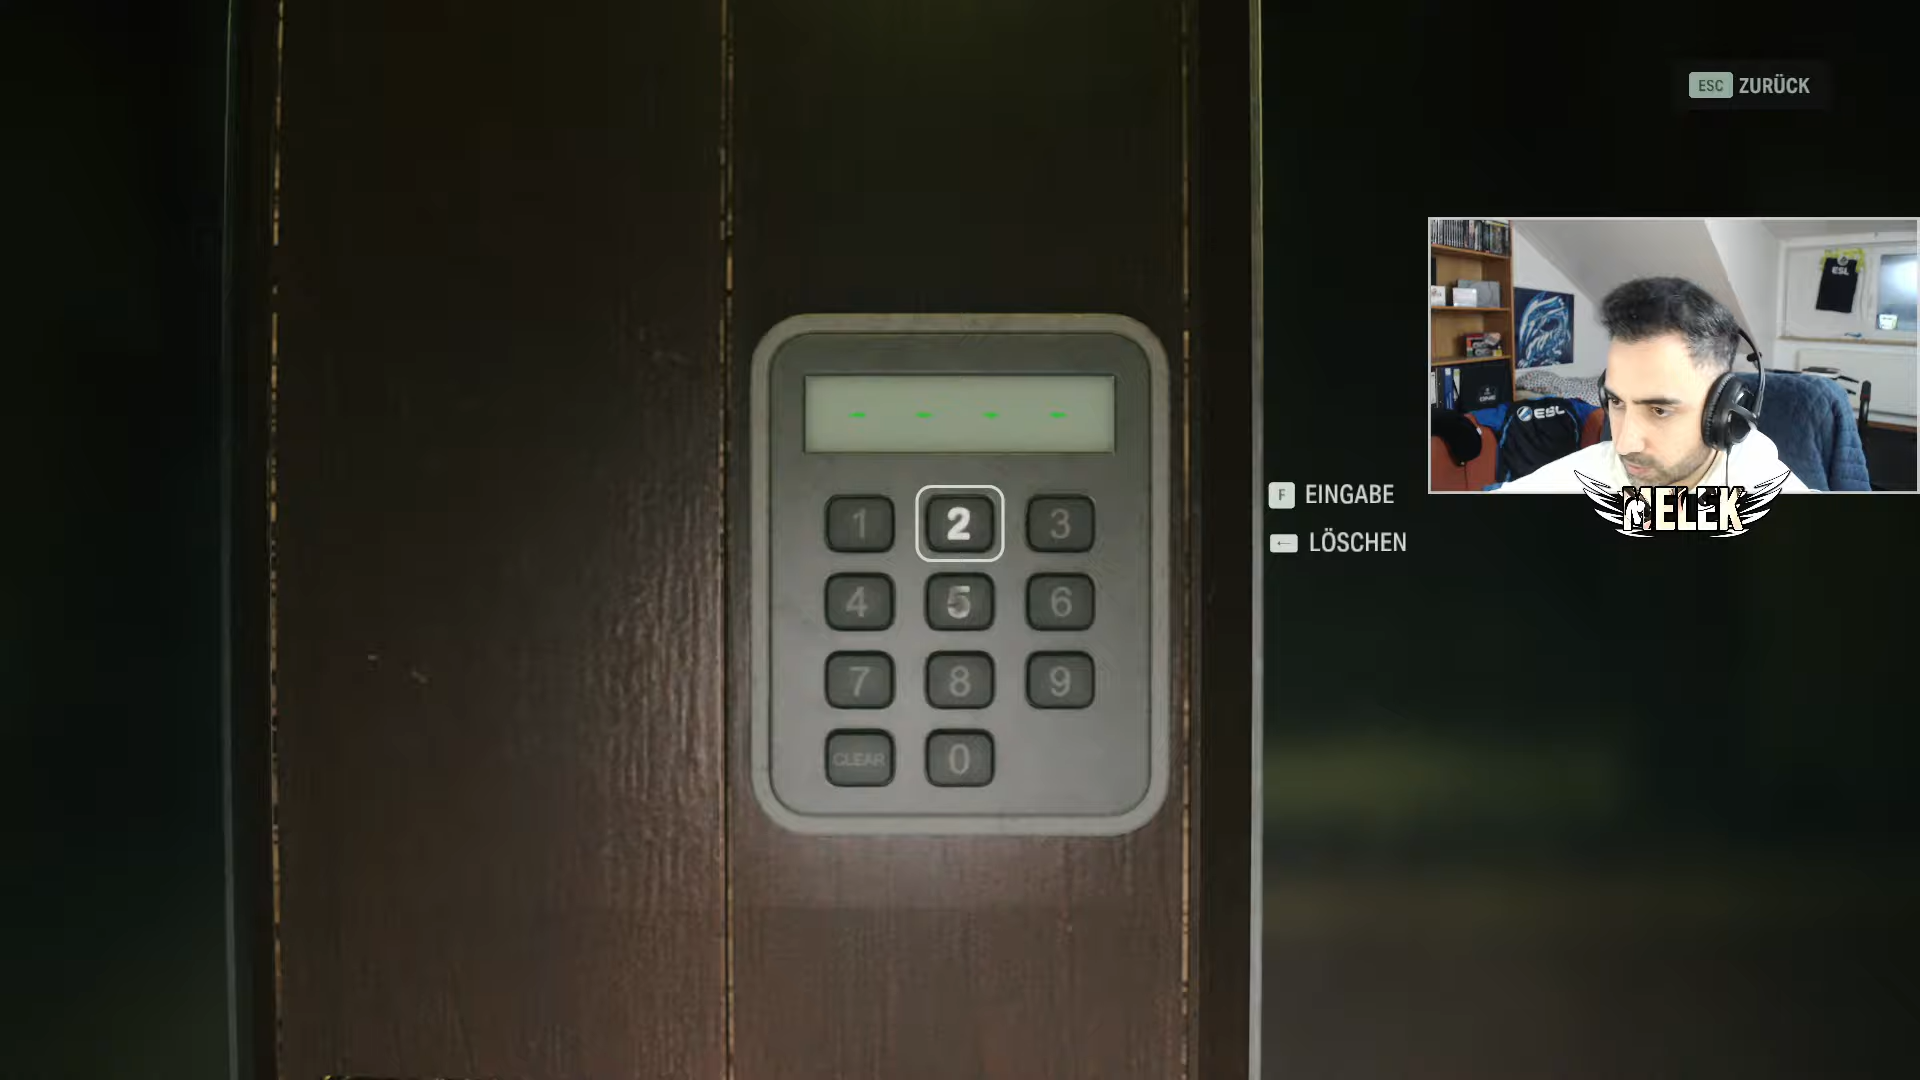 ESC ZURÜCK
ESL
1 2 3
F EINGABE
← LÖSCHEN
ESL
MELEK
4 5 6
7 8 9
CLEAR 0